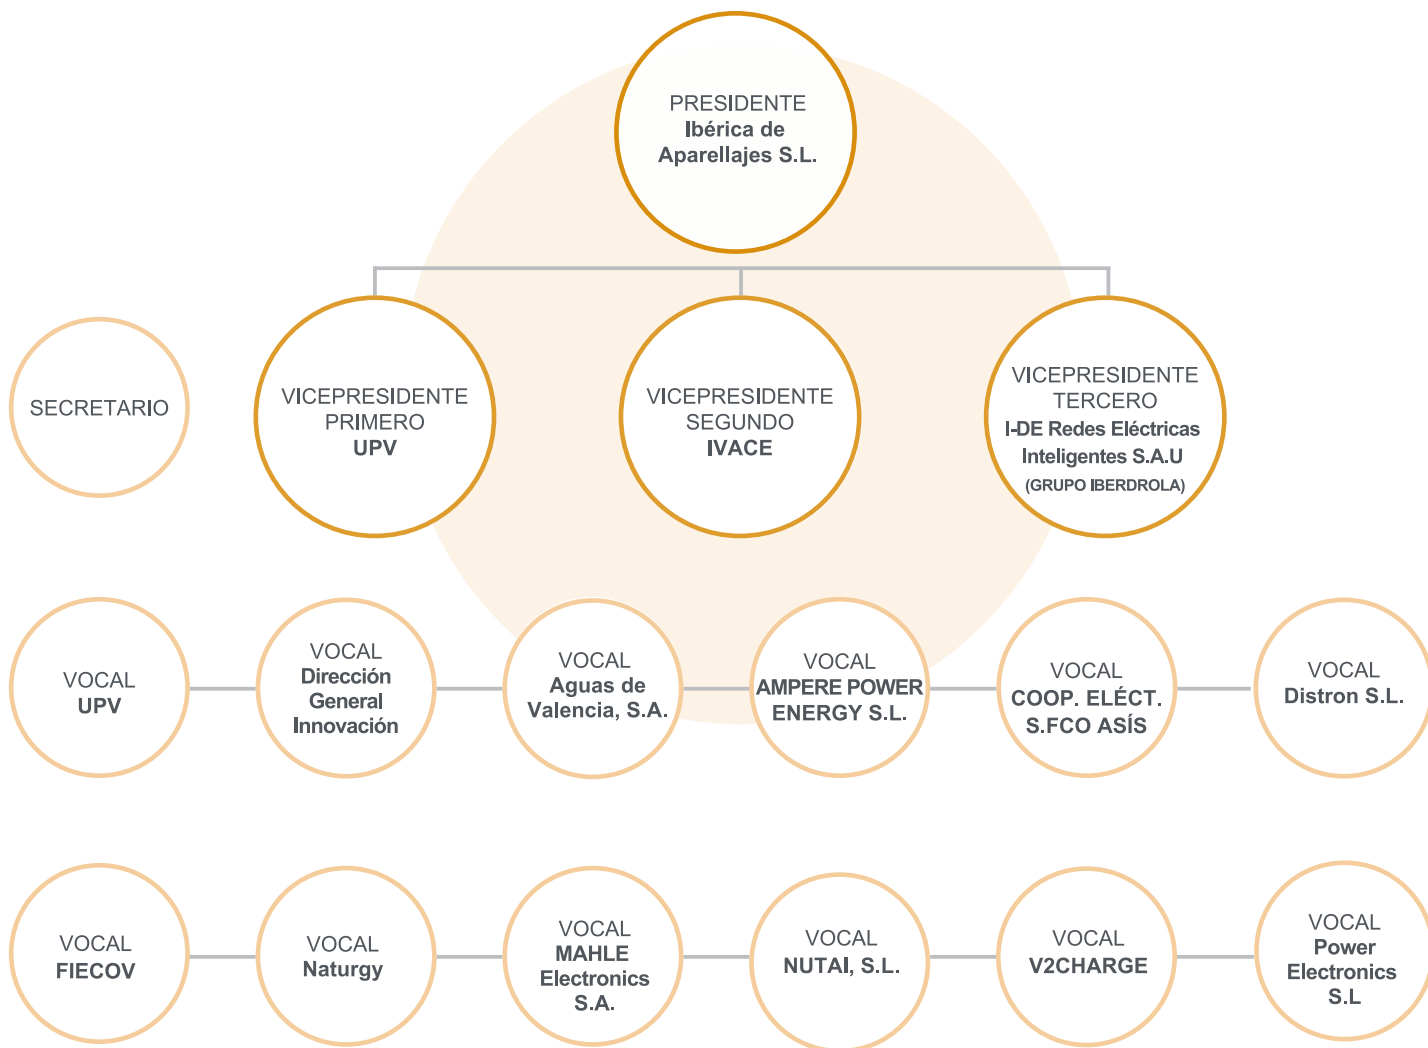 PRESIDENTE
Ibérica de
Aparellajes S.L.
SECRETARIO
VICEPRESIDENTE
PRIMERO
UPV
VICEPRESIDENTE
SEGUNDO
IVACE
VICEPRESIDENTE
TERCERO
I-DE Redes Eléctricas
Inteligentes S.A.U
(GRUPO IBERDROLA)
VOCAL
UPV
VOCAL
Dirección
General
Innovación
VOCAL
Aguas de
Valencia, S.A.
VOCAL
AMPERE POWER
ENERGY S.L.
VOCAL
COOP. ELÉCT.
S.FCO ASÍS
VOCAL
Distron S.L.
VOCAL
FIECOV
VOCAL
Naturgy
VOCAL
MAHLE
Electronics
S.A.
VOCAL
NUTAI, S.L.
VOCAL
V2CHARGE
VOCAL
Power
Electronics
S.L